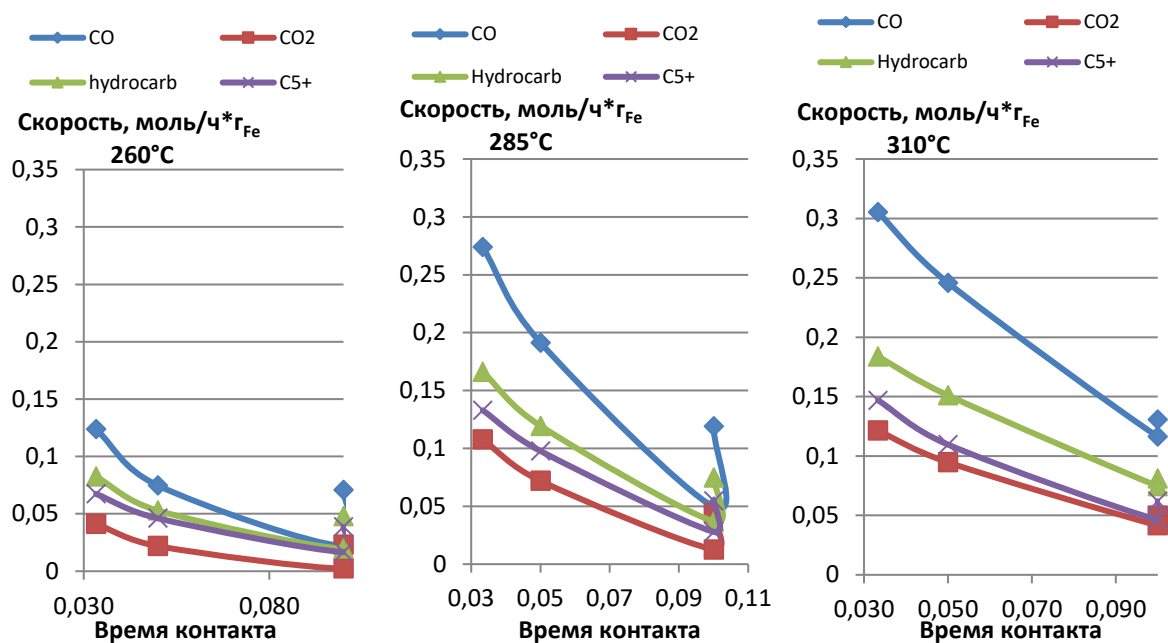 CO CO2
hydrocarb C5+
Скорость, моль/ч*гFe
260°C
0,35
0,3
0,25
0,2
0,15
0,1
0,05
0
0,030 0,080
Время контакта
CO CO2
Hydrocarb C5+
Скорость, моль/ч*гFe
285°C
0,35
0,3
0,25
0,2
0,15
0,1
0,05
0
0,03 0,05 0,07 0,09 0,11
Время контакта
CO CO2
Hydrocarb C5+
Скорость, моль/ч*гFe
310°C
0,35
0,3
0,25
0,2
0,15
0,1
0,05
0
0,030 0,050 0,070 0,090
Время контакта